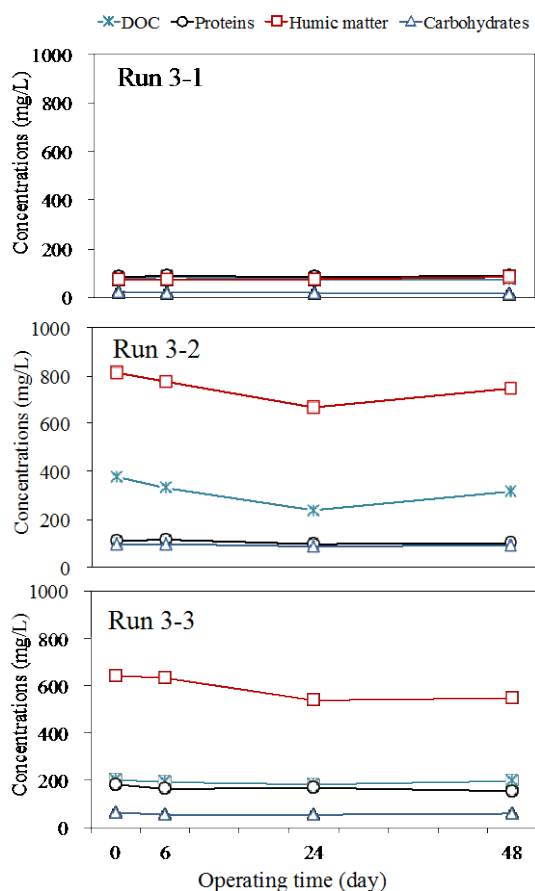 DOC Proteins Humic matter Carbohydrates
Run 3-1
Concentrations (mg/L)
1000
800
600
400
200
0
Run 3-2
Concentrations (mg/L)
1000
800
600
400
200
0
Run 3-3
Concentrations (mg/L)
1000
800
600
400
200
0
0 6 24 48
Operating time (day)